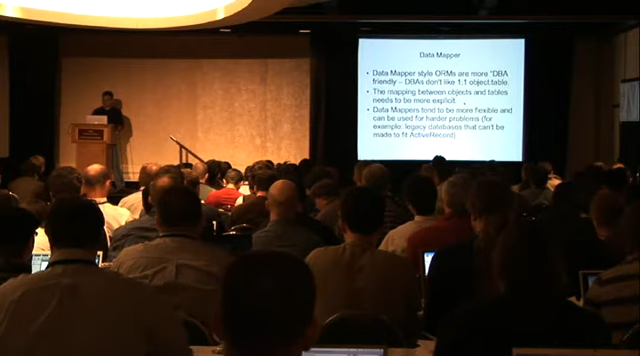 Data Mapper
• Data Mapper style ORMs are more "DBA
friendly – DBAs don't like 1:1 object:table.
• The mapping between objects and tables
needs to be more explicit.
• Data Mappers tend to be more flexible and
can be used for harder problems (for
example: legacy databases that can't be
made to fit ActiveRecord)